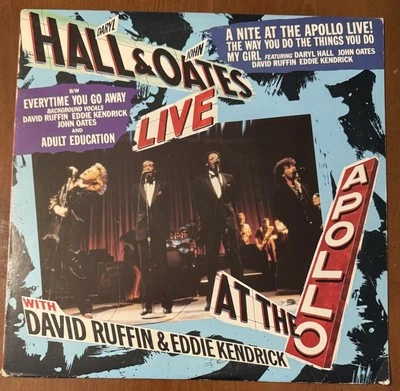 DARYL
HALL & JOHN OATES
LIVE
AT THE
APOLLO
WITH
DAVID RUFFIN & EDDIE KENDRICK
A NITE AT THE APOLLO LIVE!
THE WAY YOU DO THE THINGS YOU DO
MY GIRL FEATURING DARYL HALL JOHN OATES
DAVID RUFFIN EDDIE KENDRICK
B/W
EVERYTIME YOU GO AWAY
BACKGROUND VOCALS
DAVID RUFFIN EDDIE KENDRICK
JOHN OATES
AND
ADULT EDUCATION